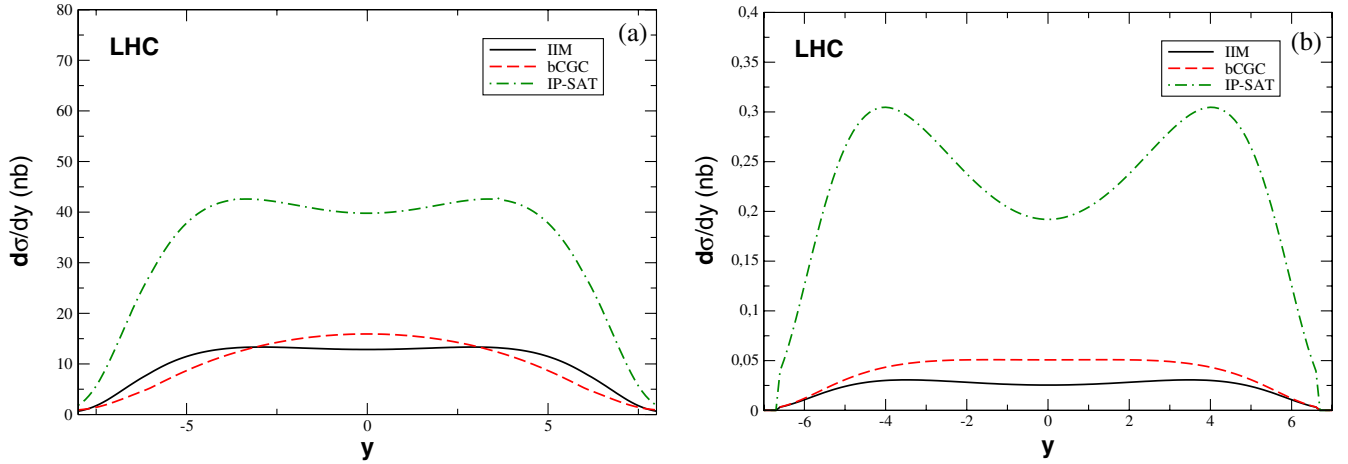 (a)
LHC
IIM
bCGC
IP-SAT
dσ/dy (nb)
80
70
60
50
40
30
20
10
0
-5
0
5
y
(b)
LHC
IIM
bCGC
IP-SAT
dσ/dy (nb)
0,4
0,35
0,3
0,25
0,2
0,15
0,1
0,05
0
-6
-4
-2
0
2
4
6
y